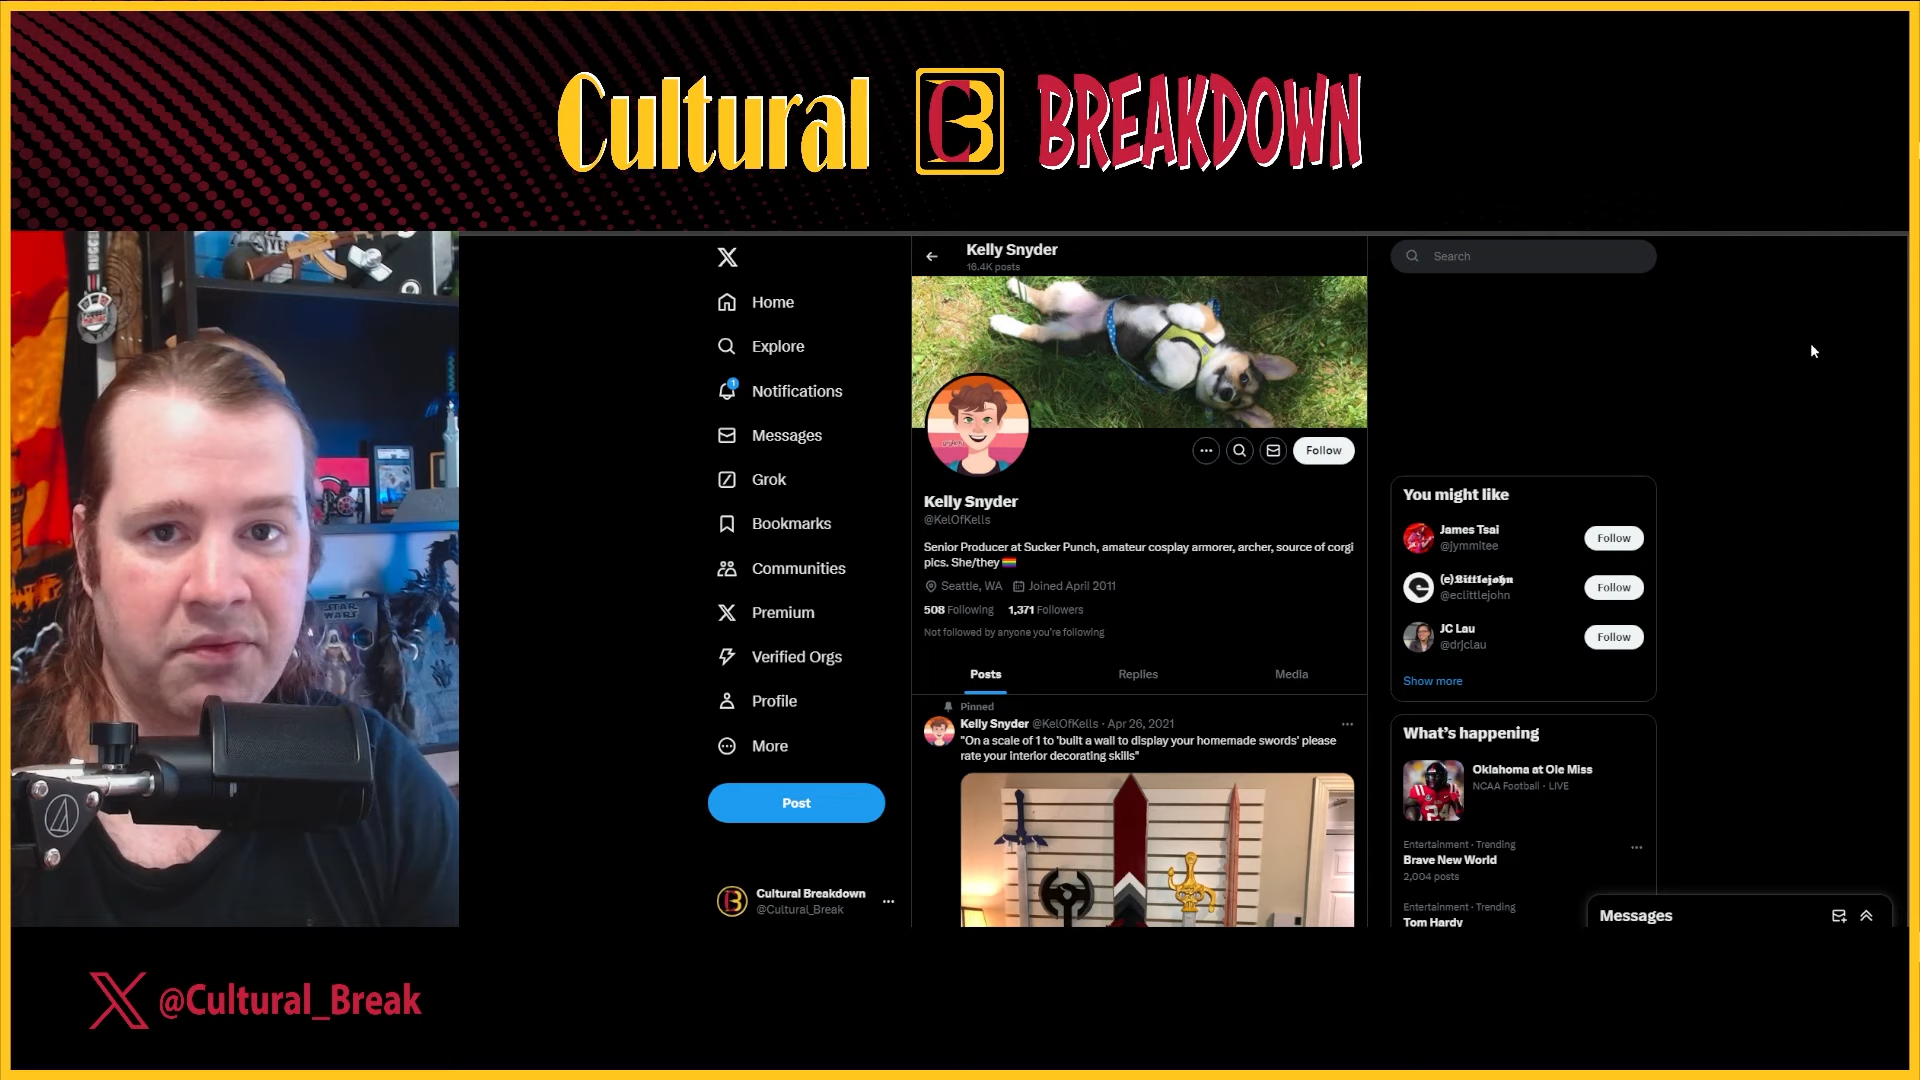 Cultural CB BREAKDOWN
RUGER
STAR WARS
Home
Explore
Notifications
1
Messages
Grok
Bookmarks
Communities
Premium
Verified Orgs
Profile
More
Post
Cultural Breakdown
@Cultural_Break
Kelly Snyder
16.4K posts
Follow
Kelly Snyder
@KelOfKells
Senior Producer at Sucker Punch, amateur cosplay armorer, archer, source of corgi
pics. She/they
Seattle, WA Joined April 2011
508 Following 1,371 Followers
Not followed by anyone you're following
Posts Replies Media
Pinned
Kelly Snyder @KelOfKells · Apr 26, 2021
"On a scale of 1 to 'built a wall to display your homemade swords' please
rate your interior decorating skills"
Search
You might like
James Tsai
@jymmitee
Follow
(e)Littlejohn
@eclittlejohn
Follow
JC Lau
@drjclau
Follow
Show more
What's happening
Oklahoma at Ole Miss
NCAA Football · LIVE
Entertainment · Trending
Brave New World
2,004 posts
Entertainment · Trending
Tom Hardy
Messages
X @Cultural_Break